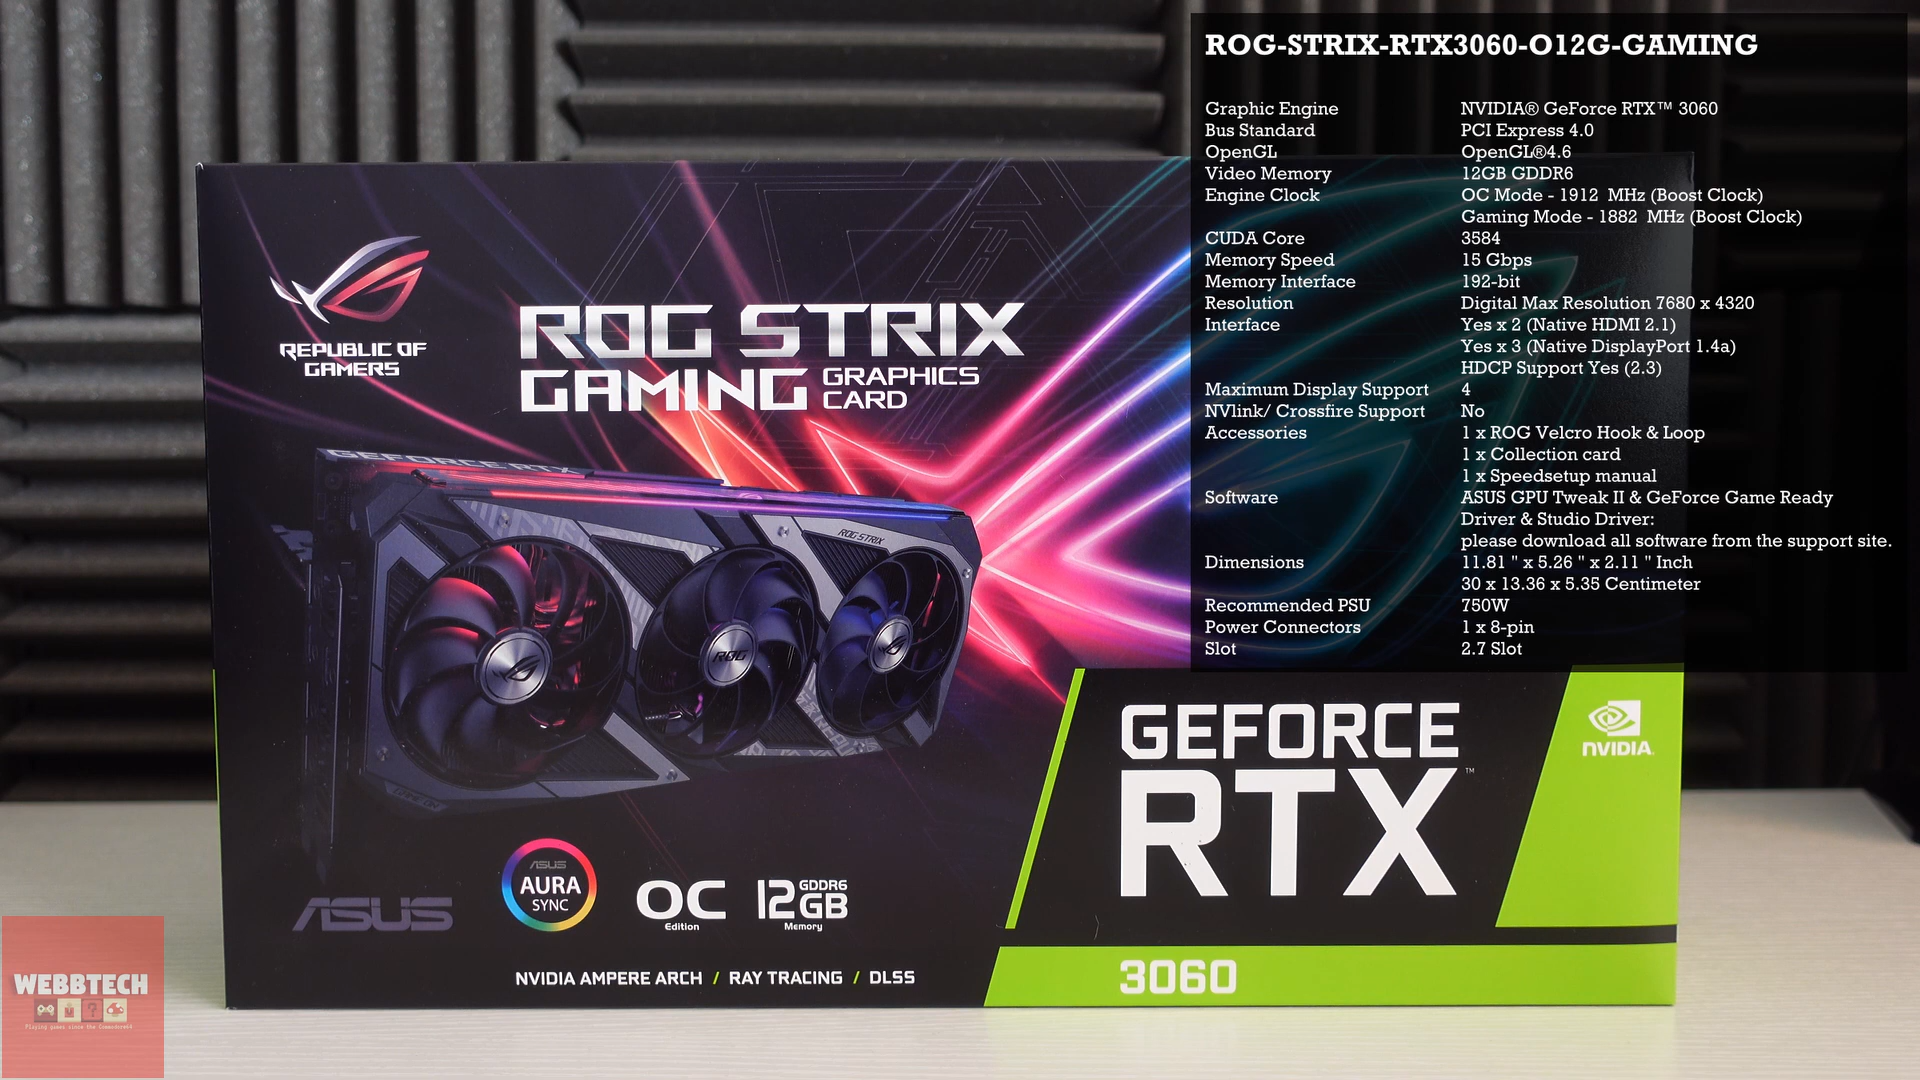 ROG-STRIX-RTX3060-O12G-GAMING
Graphic Engine NVIDIA® GeForce RTX™ 3060
Bus Standard PCI Express 4.0
OpenGL OpenGL®4.6
Video Memory 12GB GDDR6
Engine Clock OC Mode - 1912 MHz (Boost Clock)
Gaming Mode - 1882 MHz (Boost Clock)
CUDA Core 3584
Memory Speed 15 Gbps
Memory Interface 192-bit
Resolution Digital Max Resolution 7680 x 4320
Interface Yes x 2 (Native HDMI 2.1)
Yes x 3 (Native DisplayPort 1.4a)
HDCP Support Yes (2.3)
Maximum Display Support 4
NVlink/ Crossfire Support No
Accessories 1 x ROG Velcro Hook & Loop
1 x Collection card
1 x Speedsetup manual
Software ASUS GPU Tweak II & GeForce Game Ready
Driver & Studio Driver:
please download all software from the support site.
Dimensions 11.81 " x 5.26 " x 2.11 " Inch
30 x 13.36 x 5.35 Centimeter
Recommended PSU 750W
Power Connectors 1 x 8-pin
Slot 2.7 Slot
REPUBLIC OF
GAMERS
ROG STRIX
GAMING GRAPHICS
CARD
GEFORCE RTX
ROG STRIX
ROG
GEFORCE
RTX™
NVIDIA.
3060
ASUS
ASUS
AURA
SYNC
OC
Edition
12GB GDDR6
Memory
NVIDIA AMPERE ARCH / RAY TRACING / DLSS
WEBBTECH
Playing games since the Commodore64